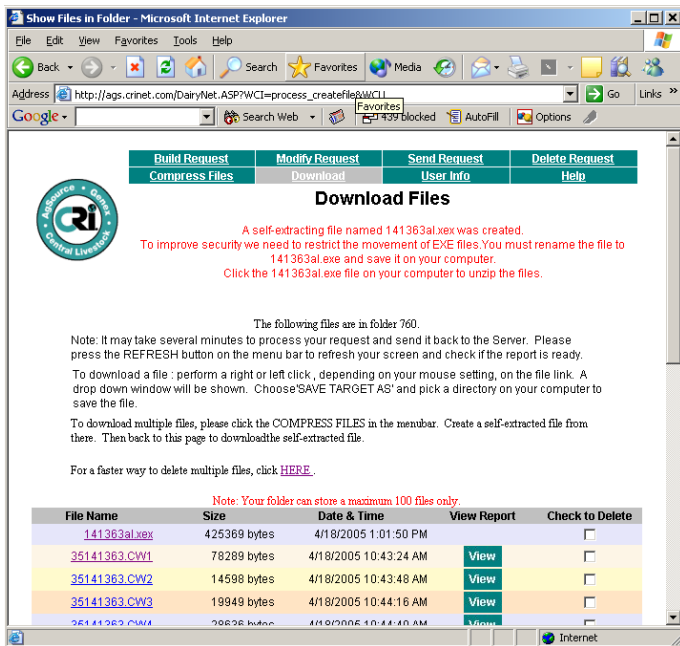 Show Files in Folder - Microsoft Internet Explorer
File Edit View Favorites Tools Help
Back Search Favorites Media
Address http://ags.crinet.com/DairyNet.ASP?WCI=process_createfile&WCU Go Links »
Favorites
Google - Search Web 439 blocked AutoFill Options
Build Request Modify Request Send Request Delete Request
Compress Files Download User Info Help
AgSource • Genex
CRI
Central Livestock
Download Files
A self-extracting file named 141363al.xex was created.
To improve security we need to restrict the movement of EXE files.You must rename the file to
141363al.exe and save it on your computer.
Click the 141363al.exe file on your computer to unzip the files.
The following files are in folder 760.
Note: It may take several minutes to process your request and send it back to the Server. Please
press the REFRESH button on the menu bar to refresh your screen and check if the report is ready.
To download a file : perform a right or left click , depending on your mouse setting, on the file link. A
drop down window will be shown. Choose'SAVE TARGET AS' and pick a directory on your computer to
save the file.
To download multiple files, please click the COMPRESS FILES in the menubar. Create a self-extracted file from
there. Then back to this page to downloadthe self-extracted file.
For a faster way to delete multiple files, click HERE .
Note: Your folder can store a maximum 100 files only.
File Name Size Date & Time View Report Check to Delete
141363al.xex 425369 bytes 4/18/2005 1:01:50 PM
35141363.CW1 78289 bytes 4/18/2005 10:43:24 AM View
35141363.CW2 14598 bytes 4/18/2005 10:43:48 AM View
35141363.CW3 19949 bytes 4/18/2005 10:44:16 AM View
35141363.CW4 28636 bytes 4/18/2005 10:44:40 AM View
Internet